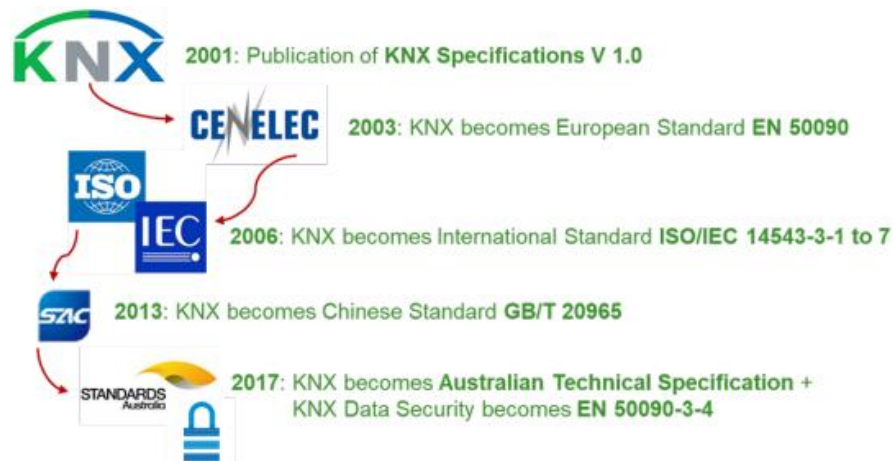 KNX
2001: Publication of KNX Specifications V 1.0
CENELEC
2003: KNX becomes European Standard EN 50090
ISO
IEC
2006: KNX becomes International Standard ISO/IEC 14543-3-1 to 7
SAC
2013: KNX becomes Chinese Standard GB/T 20965
STANDARDS
Australia
2017: KNX becomes Australian Technical Specification +
KNX Data Security becomes EN 50090-3-4